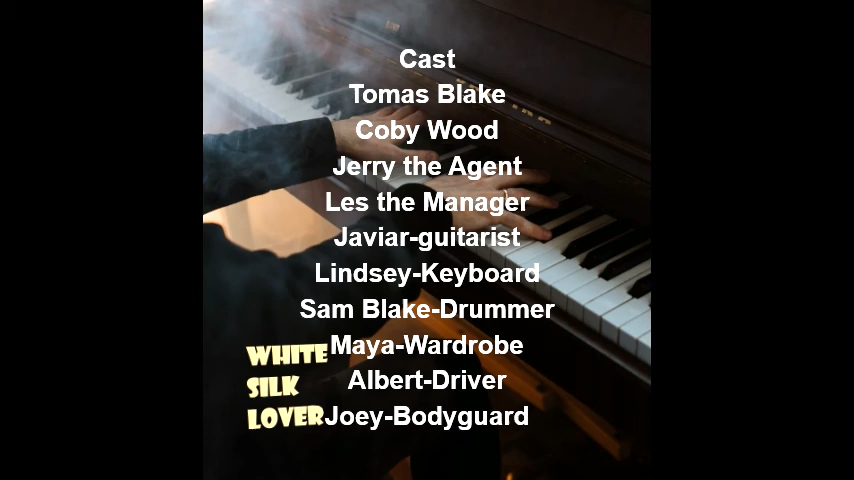 Cast
Tomas Blake
Coby Wood
Jerry the Agent
Les the Manager
Javiar-guitarist
Lindsey-Keyboard
Sam Blake-Drummer
Maya-Wardrobe
Albert-Driver
Joey-Bodyguard
WHITE
SILK
LOVER